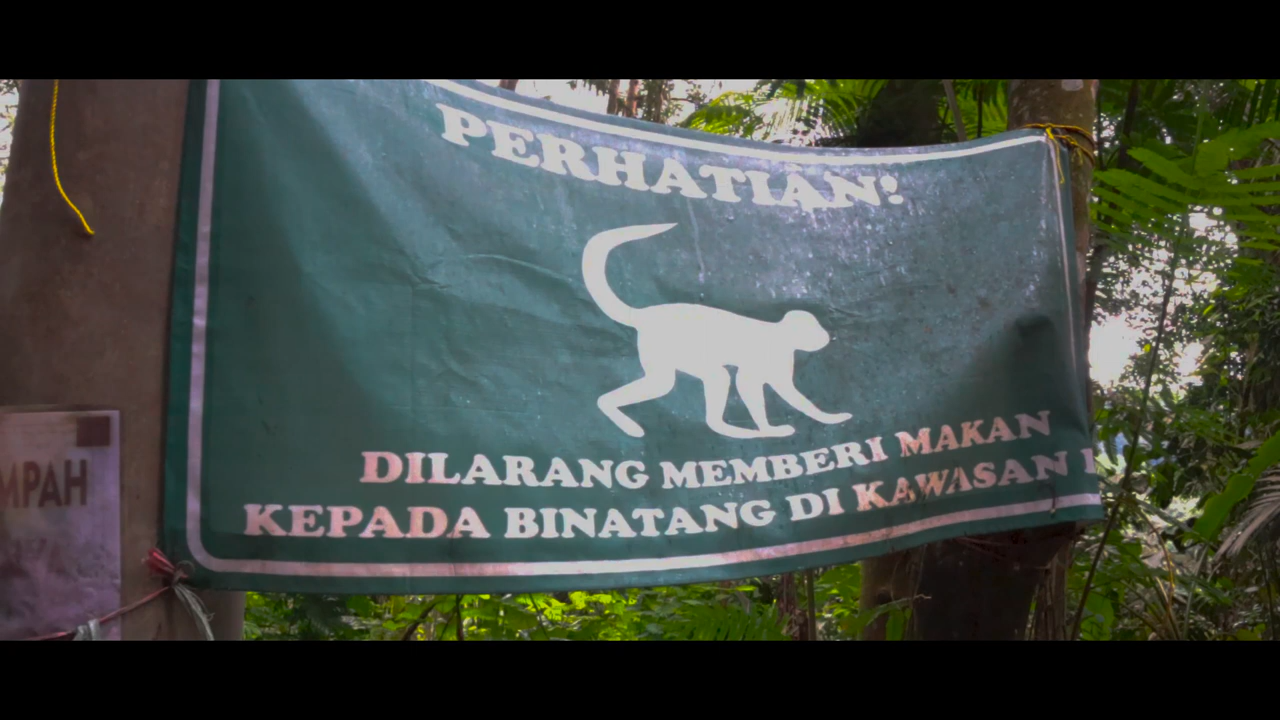 PERHATIAN!
DILARANG MEMBERI MAKAN
KEPADA BINATANG DI KAWASAN
MPAH